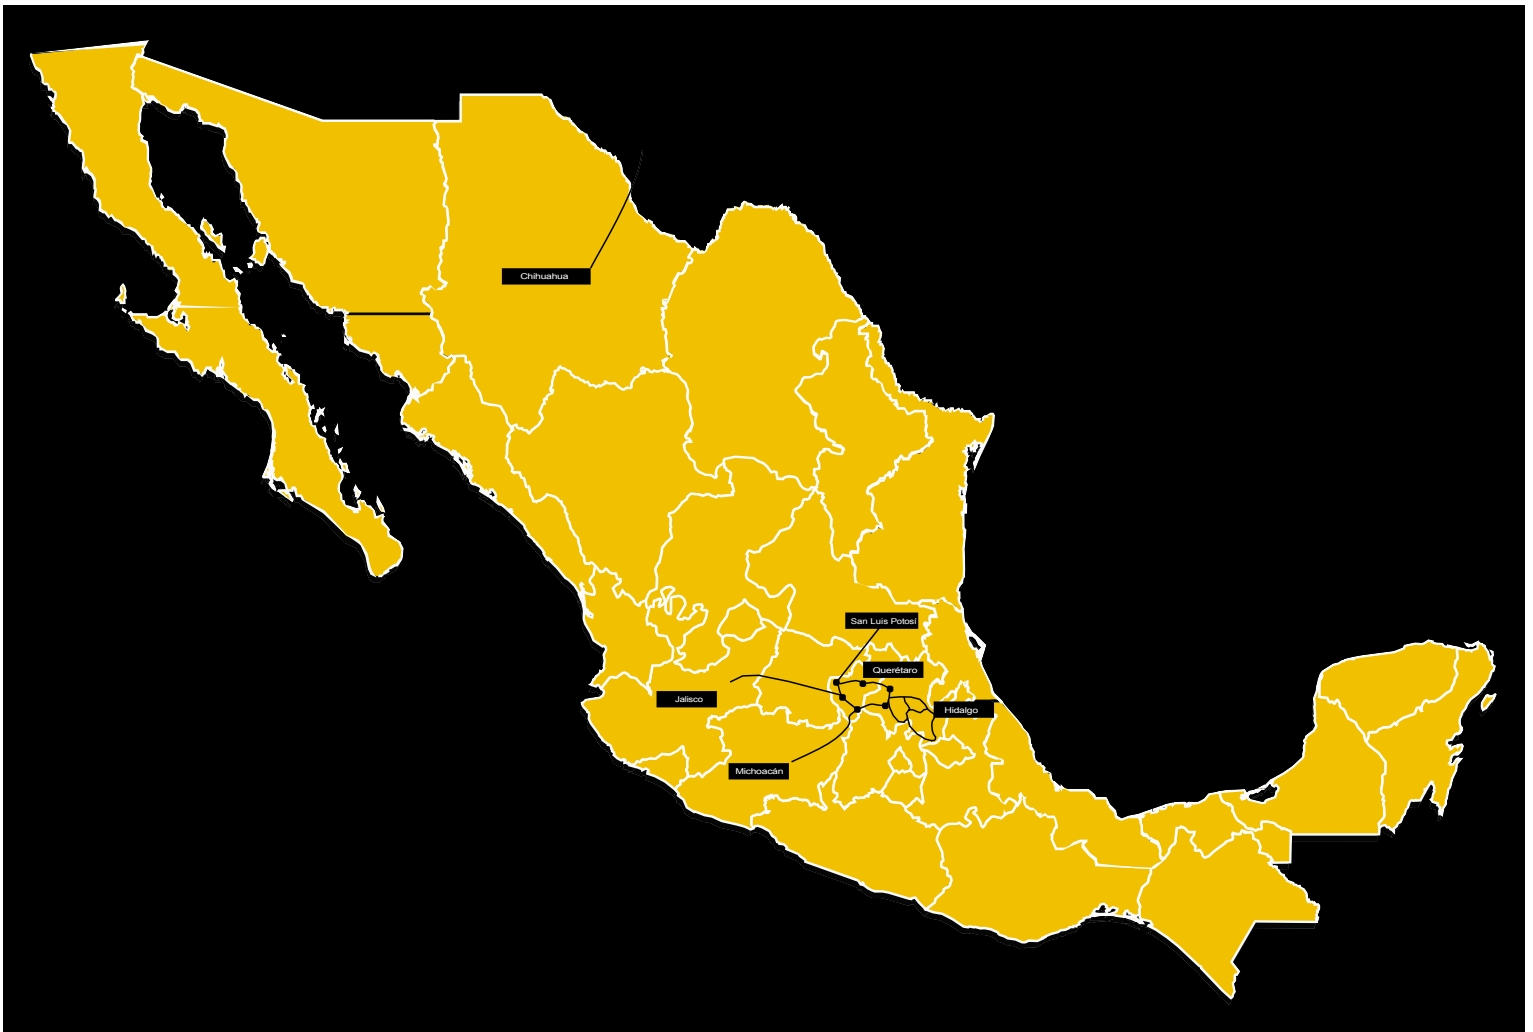 Chihuahua
San Luis Potosí
Querétaro
Jalisco
Hidalgo
Michoacán